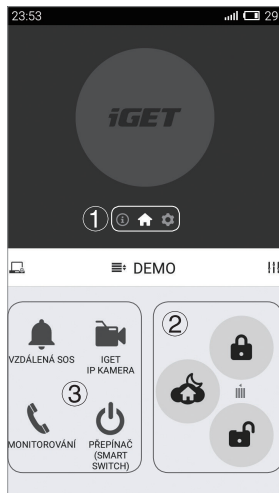 23:53
29
iGET
1
DEMO
VZDÁLENÁ SOS
IGET
IP KAMERA
2
3
MONITOROVÁNÍ
PŘEPÍNAČ
(SMART
SWITCH)